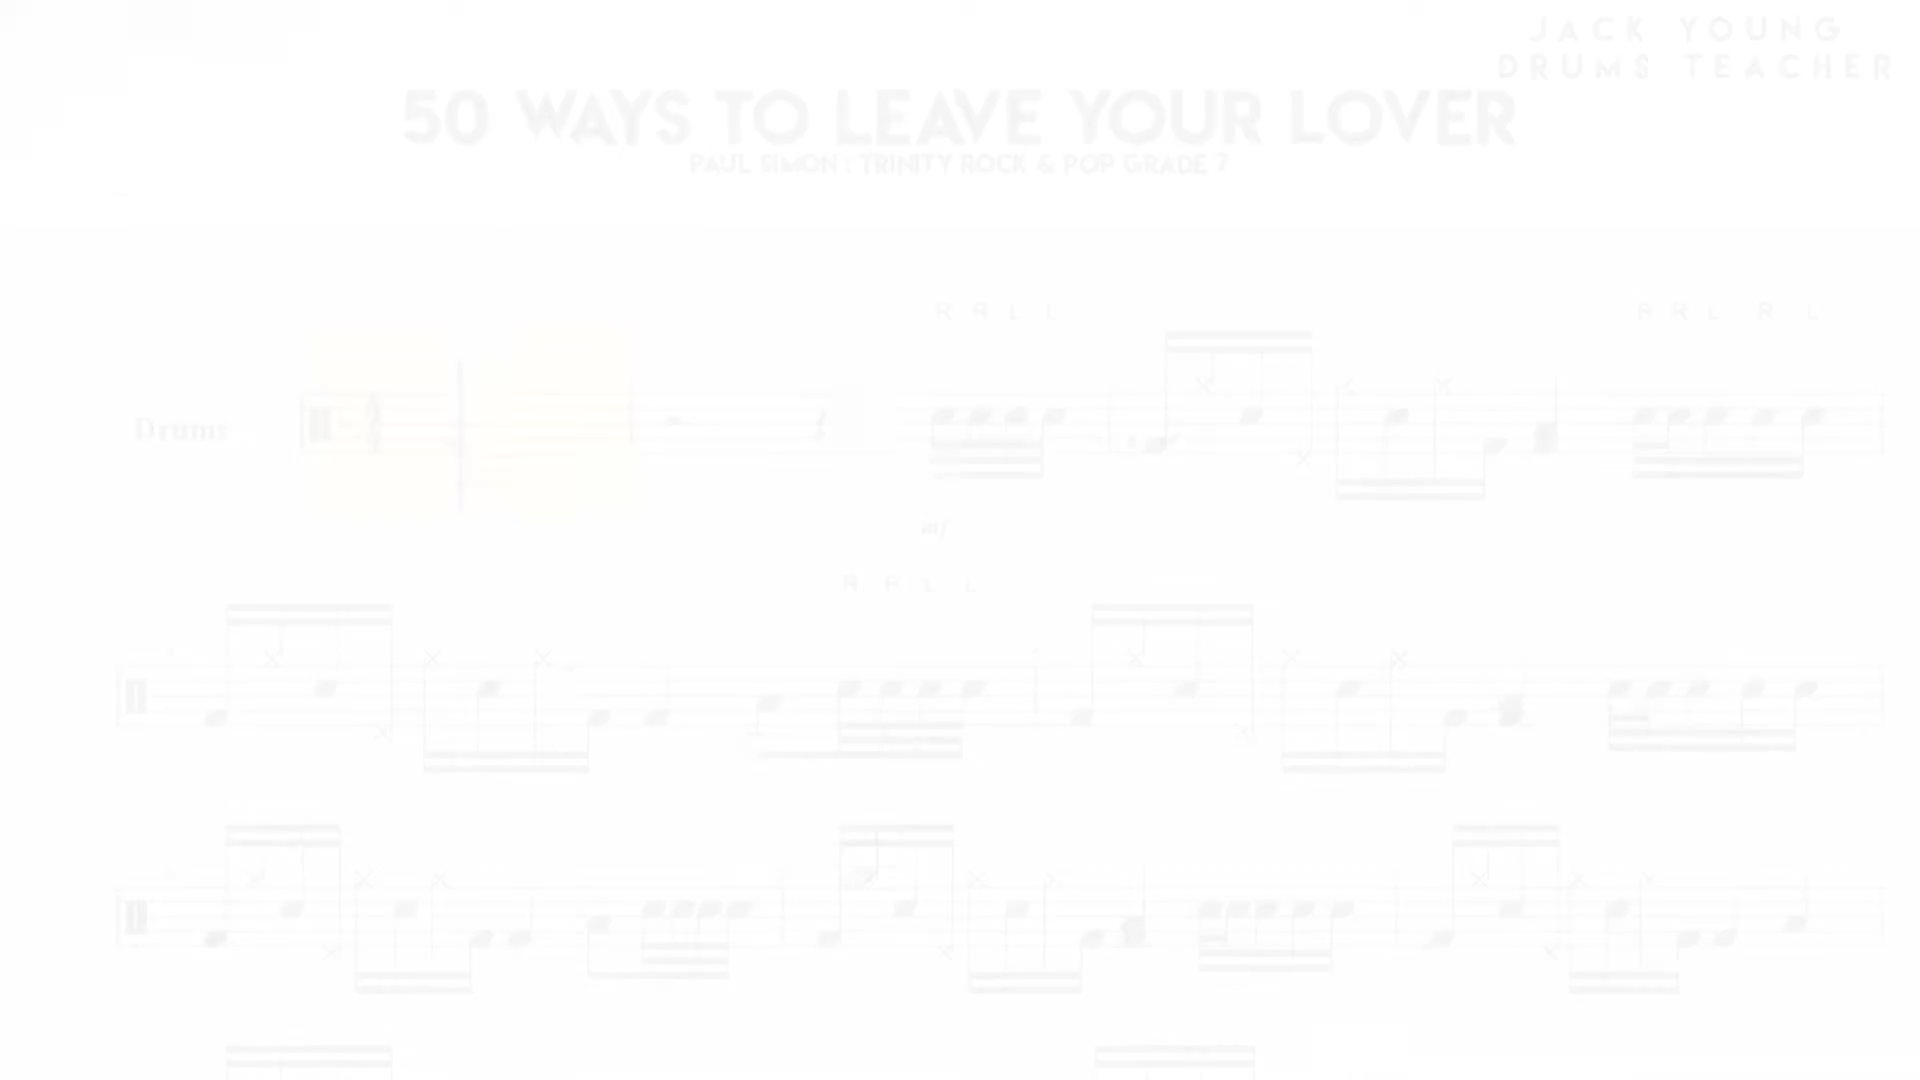 JACK YOUNG
DRUMS TEACHER
50 WAYS TO LEAVE YOUR LOVER
PAUL SIMON : TRINITY ROCK & POP GRADE 7
R R L L R R L R L
Drums
mf
R R L L